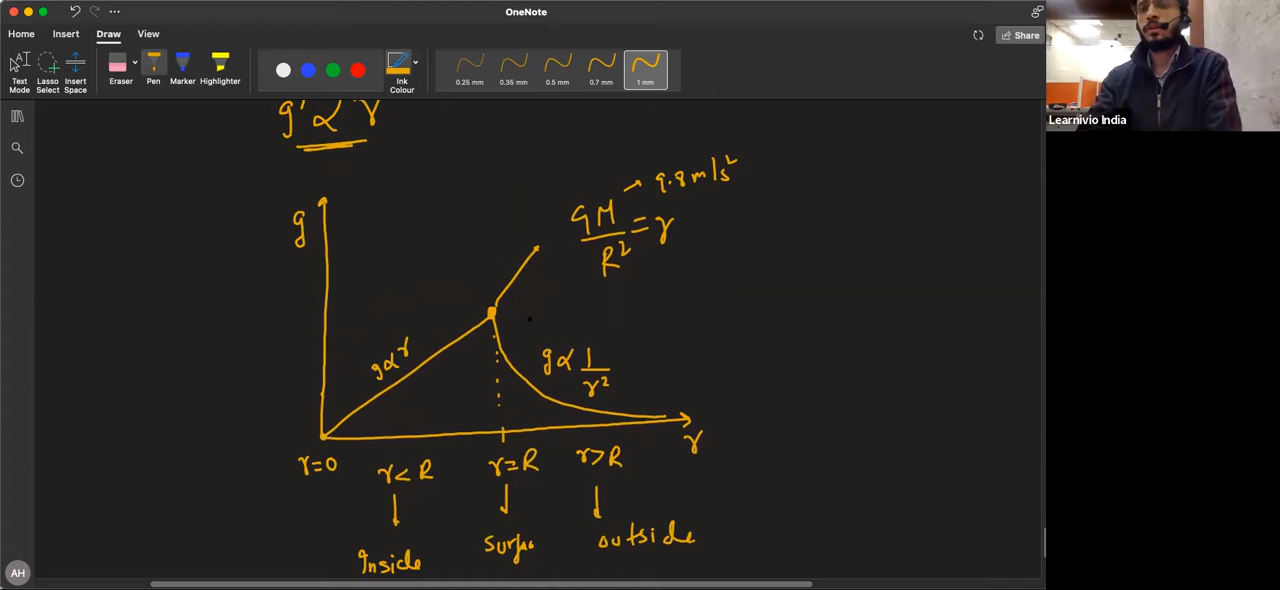 OneNote
Home Insert Draw View
Share
Text Mode
Lasso Select
Insert Space
Eraser
Pen
Marker
Highlighter
Ink Colour
0.25 mm
0.35 mm
0.5 mm
0.7 mm
1 mm
Learnivio India
g' ∝ r
→ 9.8 m/s²
GM/R² = r
g
g ∝ r
g ∝ 1/r²
r
r=0 r<R r=R r>R
Inside
outside
AH